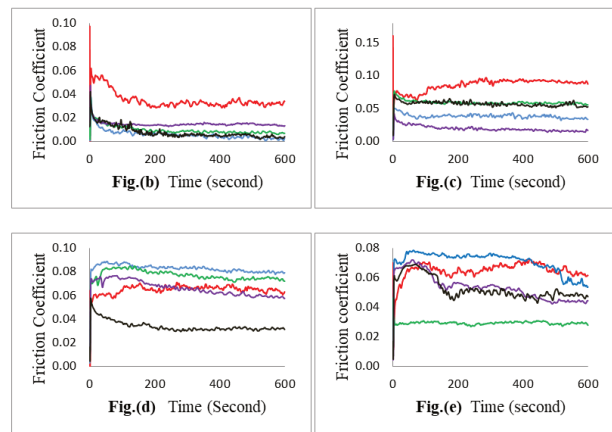 0.10
0.08
0.06
0.04
0.02
0.00
Friction Coefficient
0 200 400 600
Fig.(b) Time (second)
0.15
0.10
0.05
0.00
Friction Coefficient
0 200 400 600
Fig.(c) Time (second)
0.10
0.08
0.06
0.04
0.02
0.00
Friction Coefficient
0 200 400 600
Fig.(d) Time (Second)
0.08
0.06
0.04
0.02
0.00
Friction coefficient
0 200 400 600
Fig.(e) Time (second)